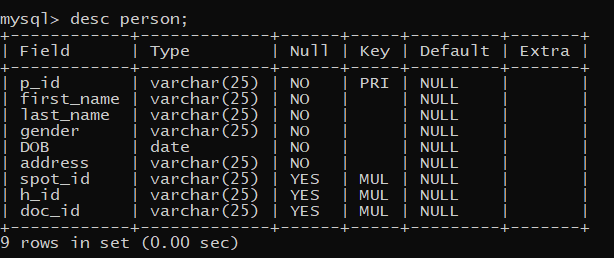 mysql> desc person;
+------------+-------------+------+-----+---------+-------+
| Field      | Type        | Null | Key | Default | Extra |
+------------+-------------+------+-----+---------+-------+
| p_id       | varchar(25) | NO   | PRI | NULL    |       |
| first_name | varchar(25) | NO   |     | NULL    |       |
| last_name  | varchar(25) | NO   |     | NULL    |       |
| gender     | varchar(25) | NO   |     | NULL    |       |
| DOB        | date        | NO   |     | NULL    |       |
| address    | varchar(25) | NO   |     | NULL    |       |
| spot_id    | varchar(25) | YES  | MUL | NULL    |       |
| h_id       | varchar(25) | YES  | MUL | NULL    |       |
| doc_id     | varchar(25) | YES  | MUL | NULL    |       |
+------------+-------------+------+-----+---------+-------+
9 rows in set (0.00 sec)